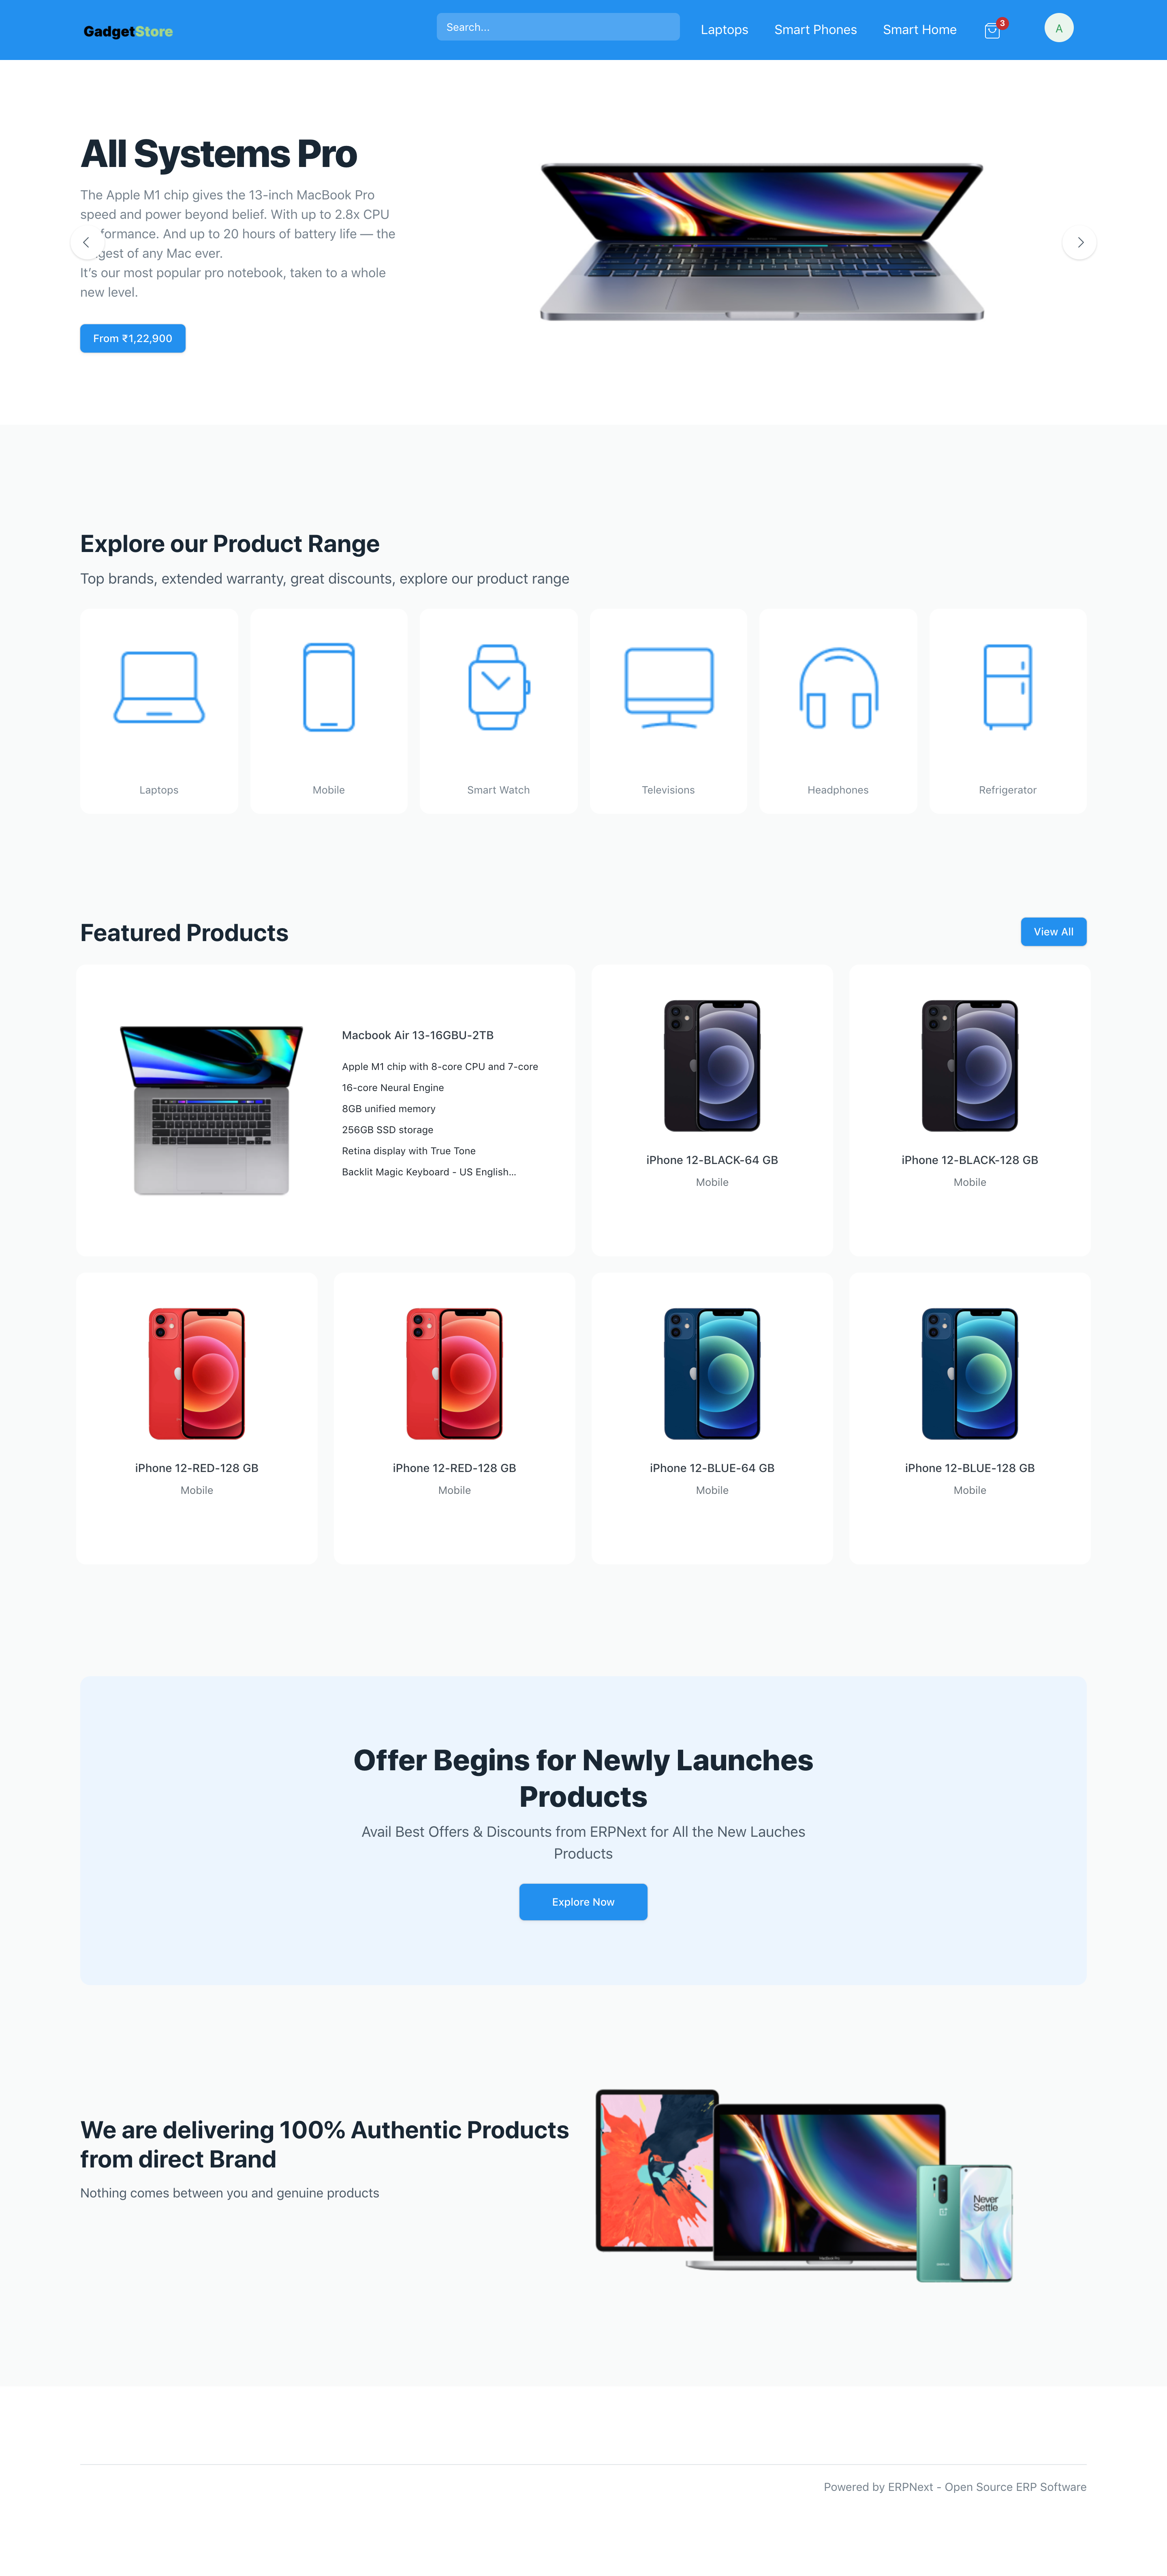 GadgetStore
Search...
Laptops
Smart Phones
Smart Home
3
A
All Systems Pro
The Apple M1 chip gives the 13-inch MacBook Pro
speed and power beyond belief. With up to 2.8x CPU
formance. And up to 20 hours of battery life — the
gest of any Mac ever.
It's our most popular pro notebook, taken to a whole
new level.
From ₹1,22,900
Explore our Product Range
Top brands, extended warranty, great discounts, explore our product range
Laptops
Mobile
Smart Watch
Televisions
Headphones
Refrigerator
Featured Products
View All
Macbook Air 13-16GBU-2TB
Apple M1 chip with 8-core CPU and 7-core
16-core Neural Engine
8GB unified memory
256GB SSD storage
Retina display with True Tone
Backlit Magic Keyboard - US English...
iPhone 12-BLACK-64 GB
Mobile
iPhone 12-BLACK-128 GB
Mobile
iPhone 12-RED-128 GB
Mobile
iPhone 12-RED-128 GB
Mobile
iPhone 12-BLUE-64 GB
Mobile
iPhone 12-BLUE-128 GB
Mobile
Offer Begins for Newly Launches
Products
Avail Best Offers & Discounts from ERPNext for All the New Lauches
Products
Explore Now
We are delivering 100% Authentic Products
from direct Brand
Nothing comes between you and genuine products
Never
Settle
MacBook Pro
Powered by ERPNext - Open Source ERP Software